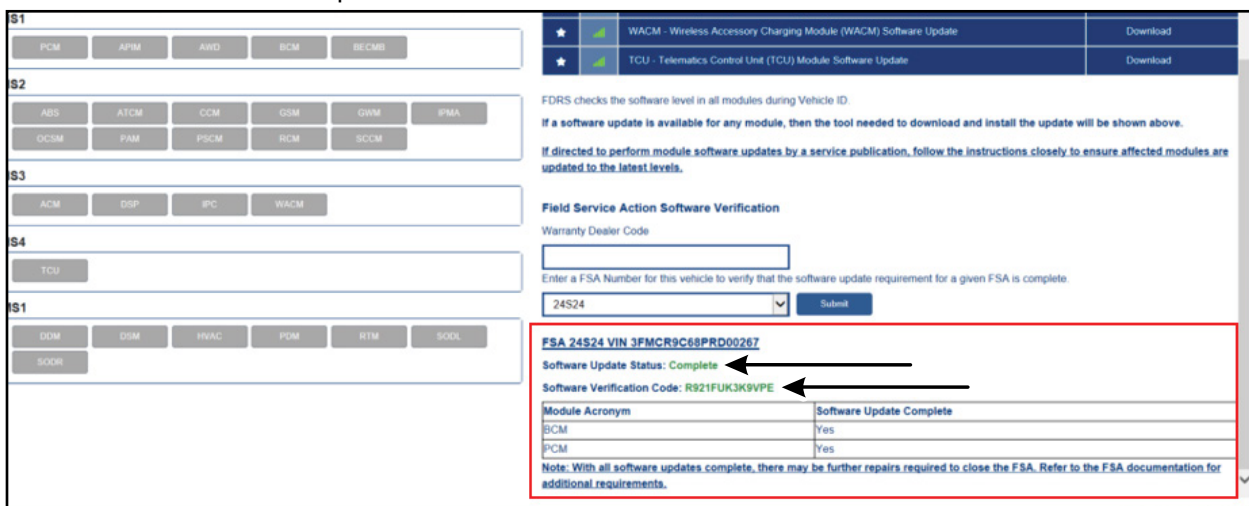 IS1
PCM APIM AWD BCM BECMB
IS2
ABS ATCM CCM GSM GWM IPMA
OCSM PAM PSCM RCM SCCM
IS3
ACM DSP IPC WACM
IS4
TCU
IS1
DDM DSM HVAC PDM RTM SODL
SODR
WACM - Wireless Accessory Charging Module (WACM) Software Update Download
TCU - Telematics Control Unit (TCU) Module Software Update Download
FDRS checks the software level in all modules during Vehicle ID.
If a software update is available for any module, then the tool needed to download and install the update will be shown above.
If directed to perform module software updates by a service publication, follow the instructions closely to ensure affected modules are
updated to the latest levels.
Field Service Action Software Verification
Warranty Dealer Code
Enter a FSA Number for this vehicle to verify that the software update requirement for a given FSA is complete.
24S24 Submit
FSA 24S24 VIN 3FMCR9C68PRD00267
Software Update Status: Complete
Software Verification Code: R921FUK3K9VPE
Module Acronym Software Update Complete
BCM Yes
PCM Yes
Note: With all software updates complete, there may be further repairs required to close the FSA. Refer to the FSA documentation for
additional requirements.